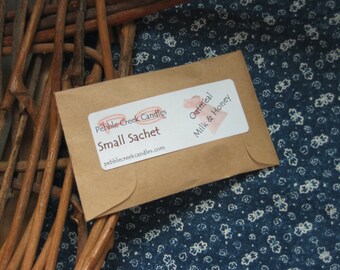 Pebble Creek Candles
Small Sachet
pebblecreekcandles.com
Oatmeal
Milk & Honey